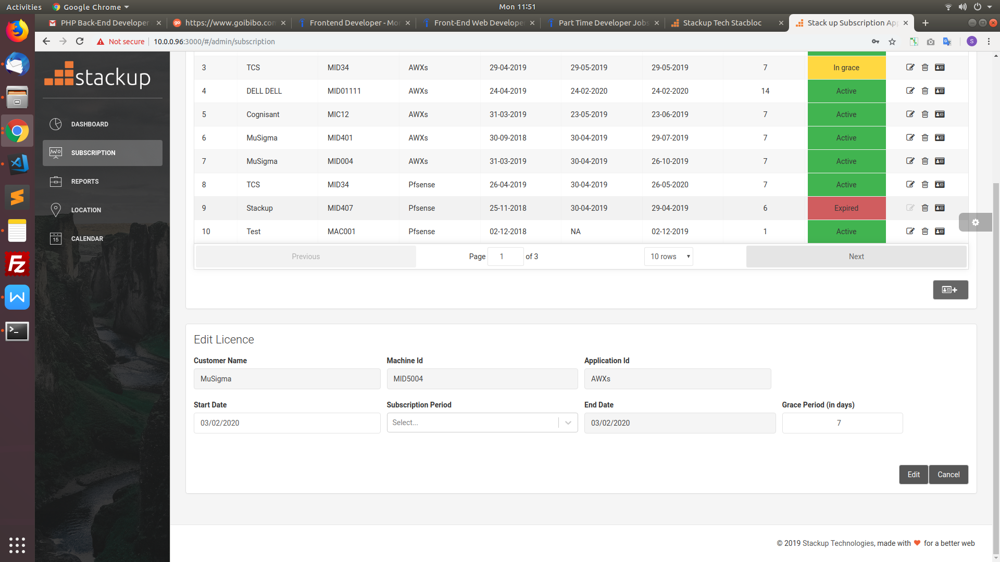 Activities Google Chrome Mon 11:51
PHP Back-End Developer https://www.goibibo.con Frontend Developer - Mor Front-End Web Develope Part Time Developer Jobs Stackup Tech Stacbloc Stack up Subscription App
Not secure 10.0.0.96:3000/#/admin/subscription S
stackup
DASHBOARD
SUBSCRIPTION
REPORTS
LOCATION
15 CALENDAR
3 TCS MID34 AWXs 29-04-2019 29-05-2019 29-05-2019 7 In grace
4 DELL DELL MID01111 AWXs 24-04-2019 24-02-2020 24-02-2020 14 Active
5 Cognisant MIC12 AWXs 31-03-2019 23-05-2019 23-06-2019 7 Active
6 MuSigma MID401 AWXs 30-09-2018 30-04-2019 29-07-2019 7 Active
7 MuSigma MID004 AWXs 31-03-2019 30-04-2019 26-10-2019 7 Active
8 TCS MID34 Pfsense 26-04-2019 30-04-2019 26-05-2020 7 Active
9 Stackup MID407 Pfsense 25-11-2018 30-04-2019 29-04-2019 6 Expired
10 Test MAC001 Pfsense 02-12-2018 NA 02-12-2019 1 Active
Previous Page 1 of 3 10 rows Next
Edit Licence
Customer Name Machine Id Application Id
MuSigma MID5004 AWXs
Start Date Subscription Period End Date Grace Period (in days)
03/02/2020 Select... 03/02/2020 7
Edit Cancel
© 2019 Stackup Technologies, made with ❤ for a better web